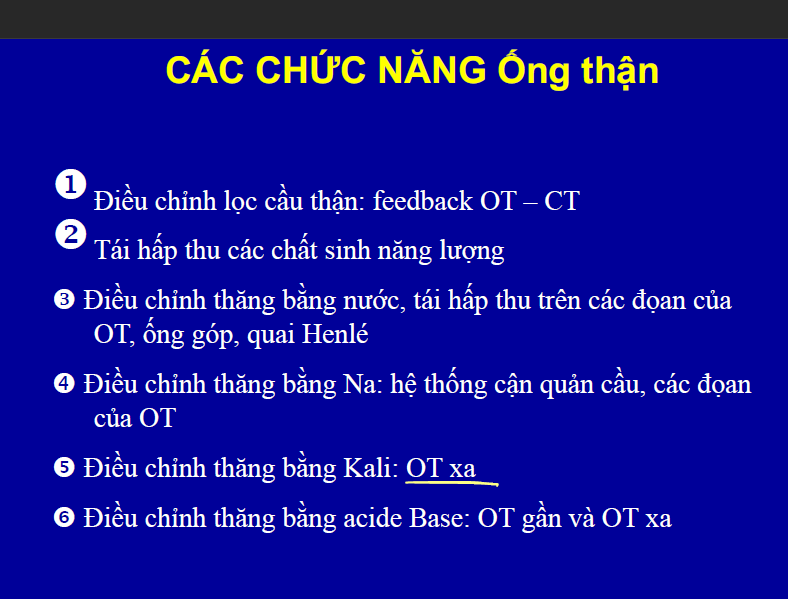 CÁC CHỨC NĂNG Ống thận
❶ Điều chỉnh lọc cầu thận: feedback OT – CT
❷ Tái hấp thu các chất sinh năng lượng
❸ Điều chỉnh thăng bằng nước, tái hấp thu trên các đọan của
OT, ống góp, quai Henlé
❹ Điều chỉnh thăng bằng Na: hệ thống cận quản cầu, các đọan
của OT
❺ Điều chỉnh thăng bằng Kali: OT xa
❻ Điều chỉnh thăng bằng acide Base: OT gần và OT xa